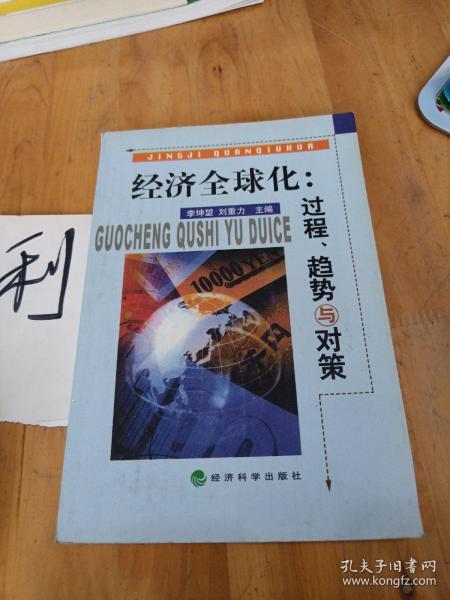 JINGJI QUANQIUHUA
经济全球化：
李坤望 刘重力 主编
GUOCHENG QUSHI YU DUICE
过程、趋势与对策
10000 YEN
经济科学出版社
利
孔夫子旧书网
www.kongfz.com